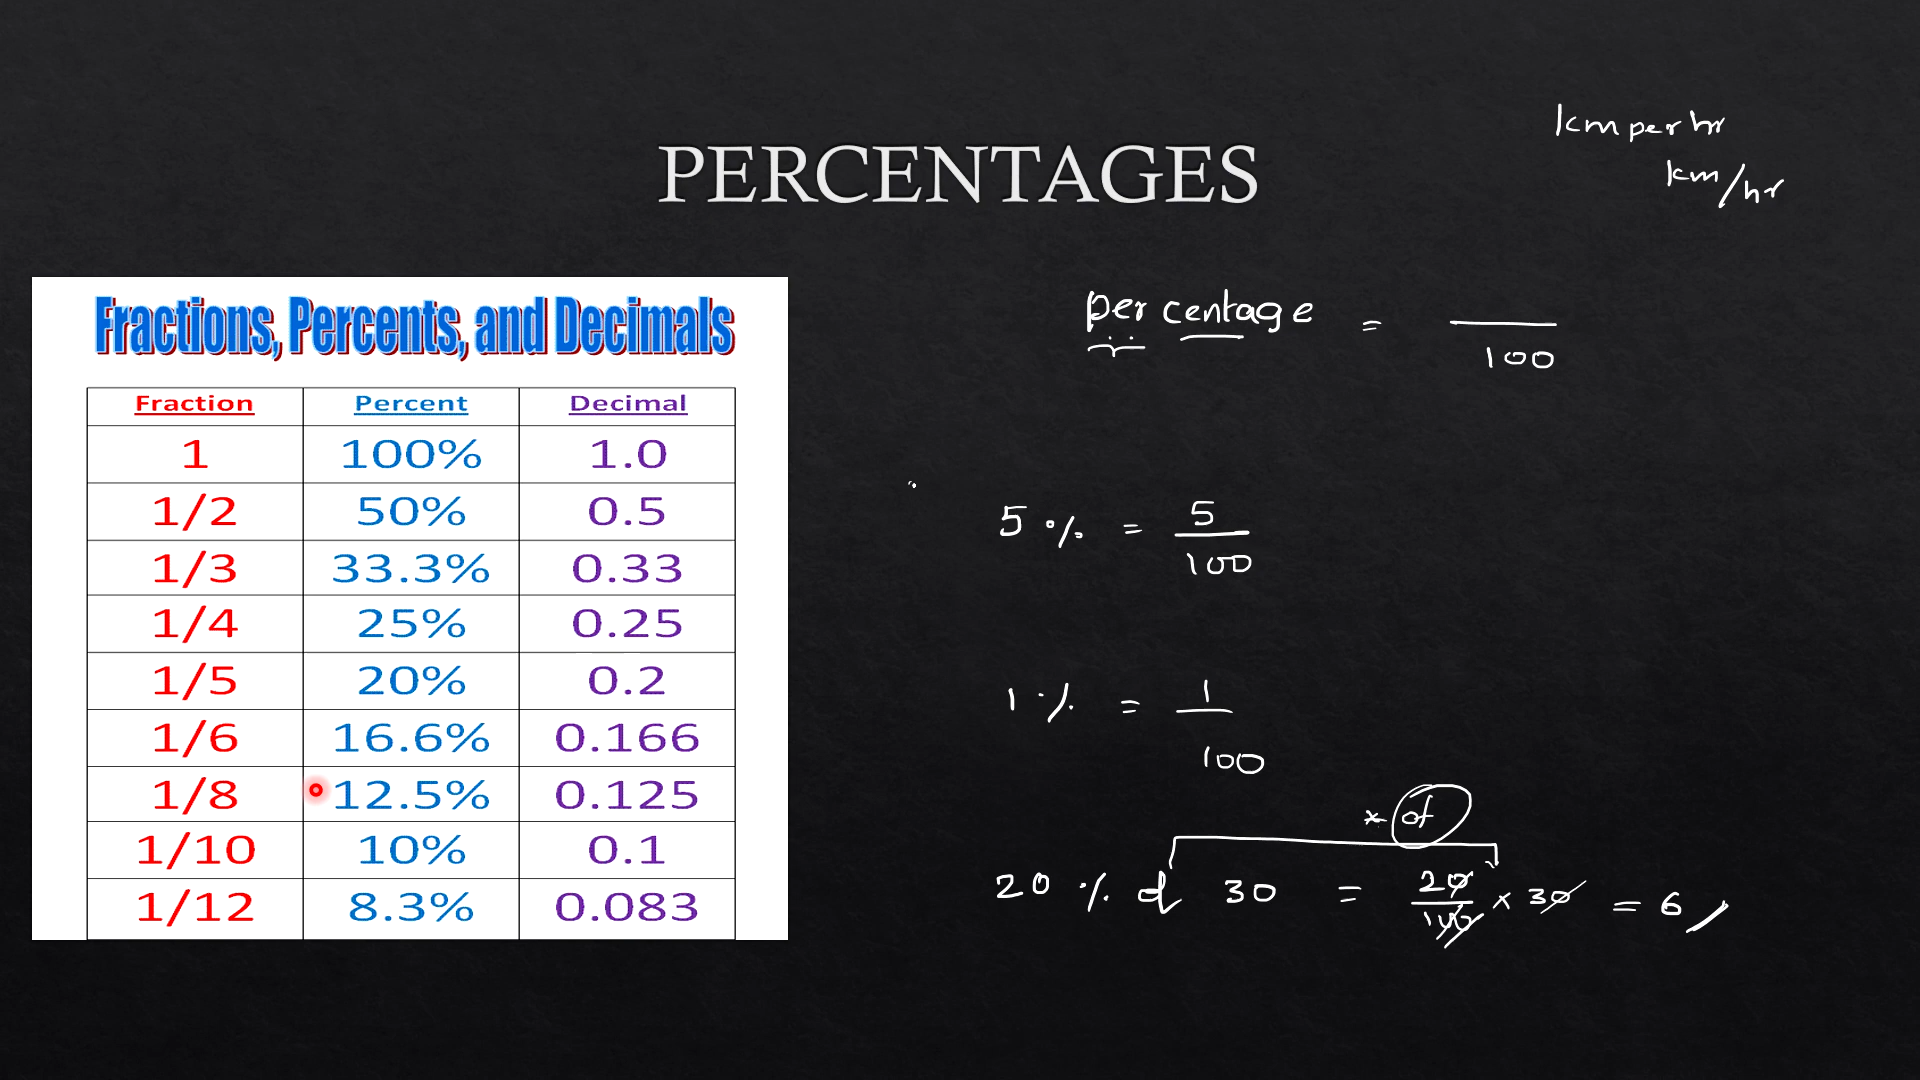 PERCENTAGES
km per hr
km/hr
Fractions, Percents, and Decimals
Fraction Percent Decimal
1 100% 1.0
1/2 50% 0.5
1/3 33.3% 0.33
1/4 25% 0.25
1/5 20% 0.2
1/6 16.6% 0.166
1/8 12.5% 0.125
1/10 10% 0.1
1/12 8.3% 0.083
per centage = /100
5 % = 5/100
1 % = 1/100
× of
20 % of 30 = 20/100 × 30 = 6